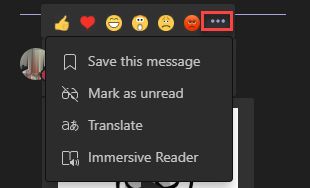 Save this message
Mark as unread
Translate
Immersive Reader